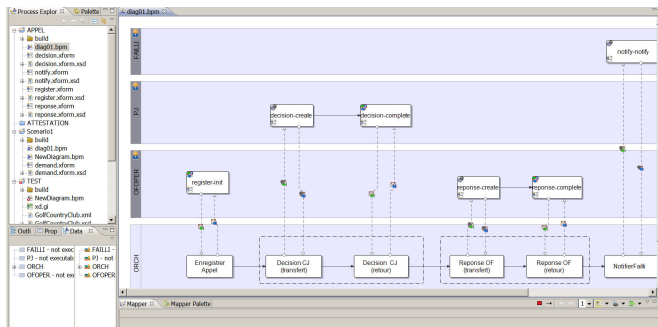 Process Explor
Palette
APPEL
build
diag01.bpm
decision.xform
decision.xform.xsd
notify.xform
notify.xform.xsd
register.xform
register.xform.xsd
reponse.xform
reponse.xform.xsd
ATTESTATION
Scenario1
build
diag01.bpm
NewDiagram.bpm
demand.xform
demand.xform.xsd
TEST
build
NewDiagram.bpm
xd.gi
GolfCountryClub.xml
GolfCountryClub.xsd
Outli
Prop
Data
FAILLI - not exec
PJ - not executab
ORCH
OFOPER - not ex
FAILLI -
PJ - not
ORCH
OFOPER
diag01.bpm
FAILLI
notify-notify
PJ
decision-create
decision-complete
OFOPER
register-init
reponse-create
reponse-complete
ORCH
Enregistrer
Appel
Decision CJ
(transfert)
Decision CJ
(retour)
Reponse OF
(transfert)
Reponse OF
(retour)
NotifierFailli
Mapper
Mapper Palette
1